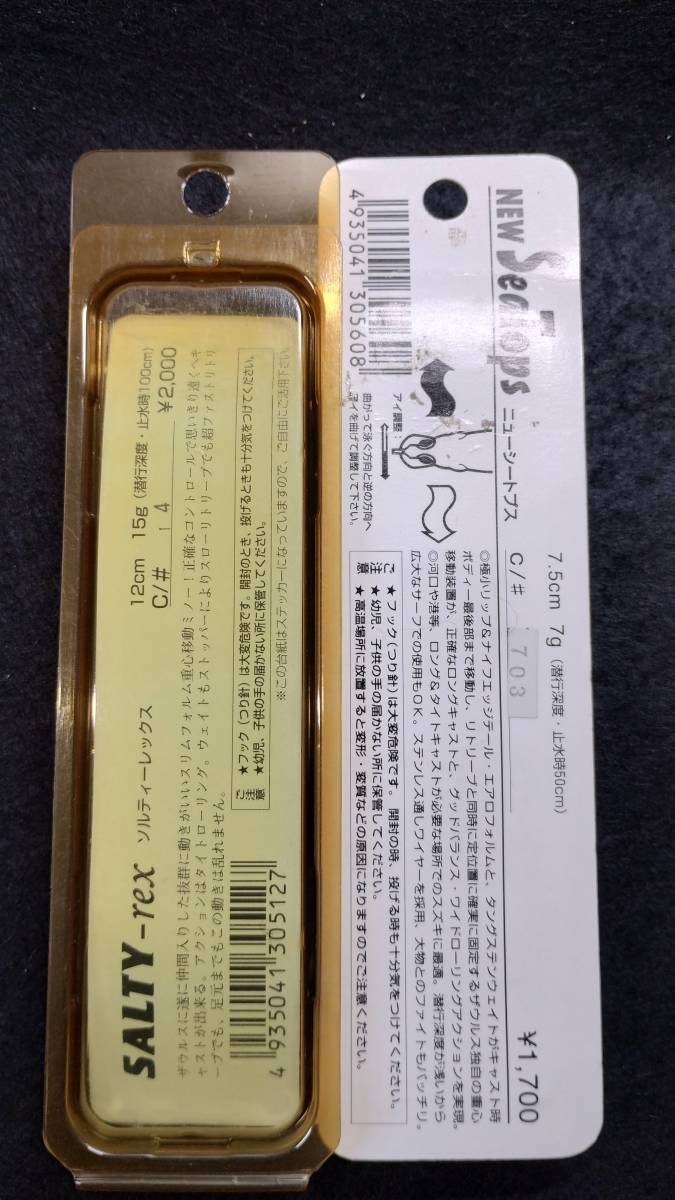 SALTY-rex ソルティーレックス
12cm 15g（潜行深度・止水時100cm）
C/# 14 ¥2,000
ザウルスに遂に仲間入りした抜群に動きがいいスリムフォルム重心移動ミノー！正確なコントロールで思いきり遠くへキ
ャストが出来る。アクションはタイトローリング。ウェイトもストッパーによりスローリトリーブでも超ファストリトリ
ーブでも、足元までもこの動きは乱れません。
ご注意
★フック（つり針）は大変危険です。開封のとき、投げるときも十分気をつけてください。
★幼児、子供の手の届かない所に保管してください。
※この台紙はステッカーになっていますので、ご自由にご活用下さい。
4 935041 305127
NEW Seatops ニューシートプス
7.5cm 7g（潜行深度・止水時50cm）
C/# 703
¥1,700
◎極小リップ&ナイフエッジテール・エアロフォルムと、タングステンウェイトがキャスト時
ボディー最後部まで移動し、リトリーブと同時に定位置に確実に固定するザウルス独自の重心
移動装置が、正確なロングキャストと、グッドバランス・ワイドローリングアクションを実現。
◎河口や港等、ロング&タイトキャストが必要な場所でのスズキに最適。潜行深度が浅いから
広大なサーフでの使用もOK。ステンレス通しワイヤーを採用、大物とのファイトもバッチリ。
ご注意
★フック(つり針)は大変危険です。開封の時、投げる時も十分気をつけてください。
★幼児、子供の手の届かない所に保管してください。
★高温場所に放置すると変形・変質などの原因になりますのでご注意ください。
アイ調整：
曲がって泳ぐ方向と逆の方向へ
アイを曲げて調整して下さい。
4 935041 305608